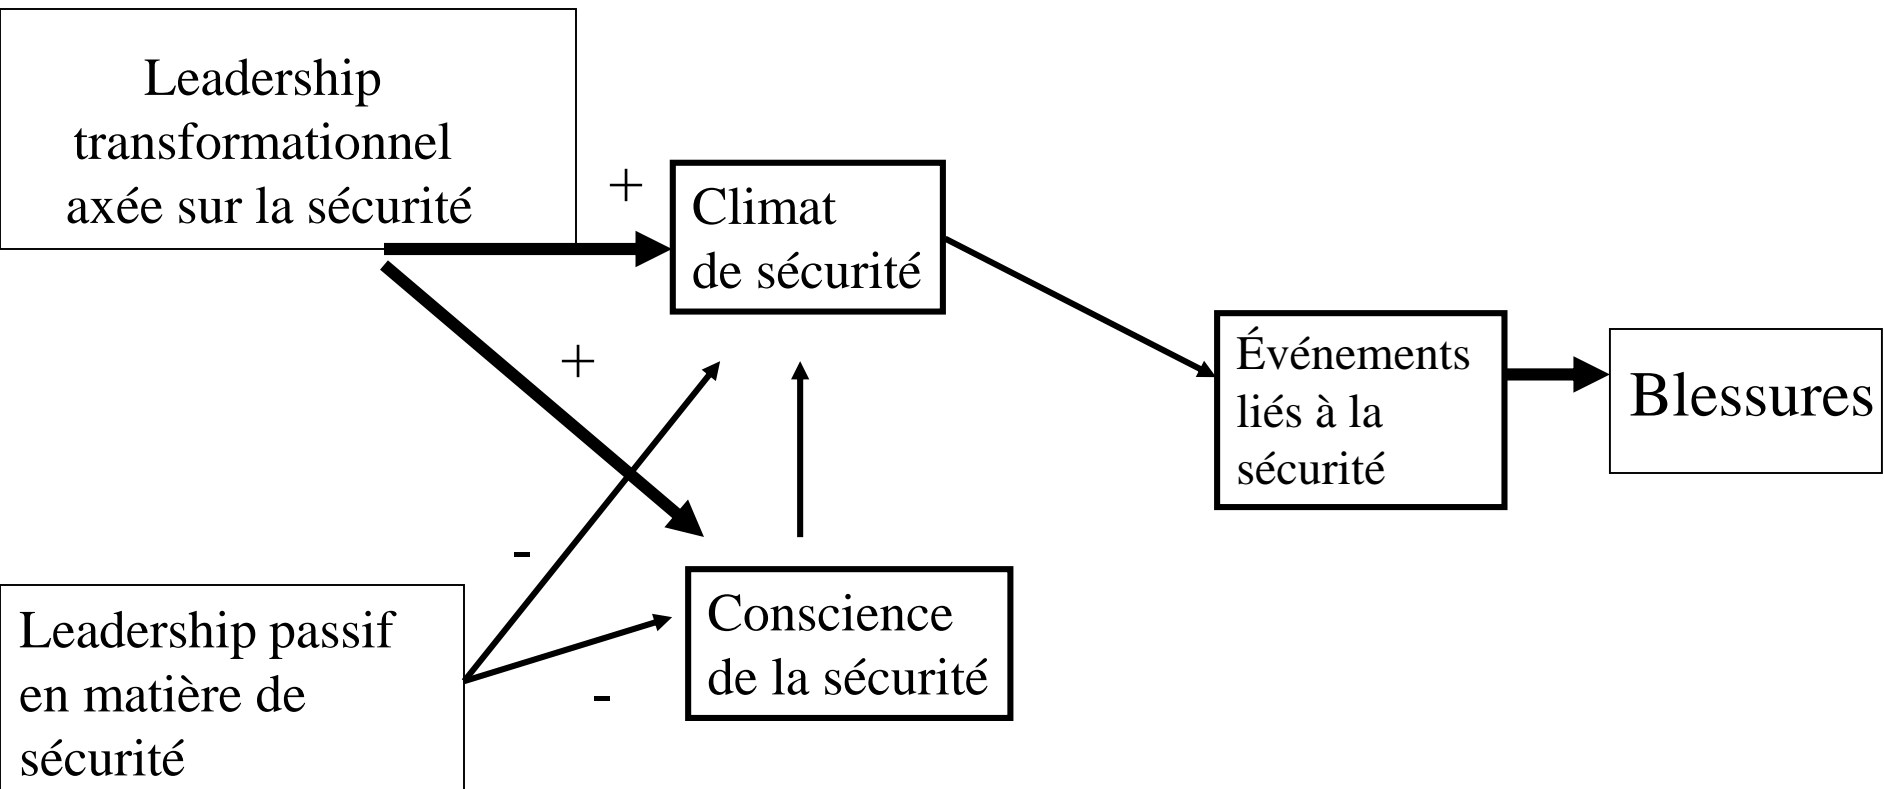 Leadership
transformationnel
axée sur la sécurité
+
Climat
de sécurité
+
Événements
liés à la
sécurité
Blessures
-
Leadership passif
en matière de
sécurité
-
Conscience
de la sécurité